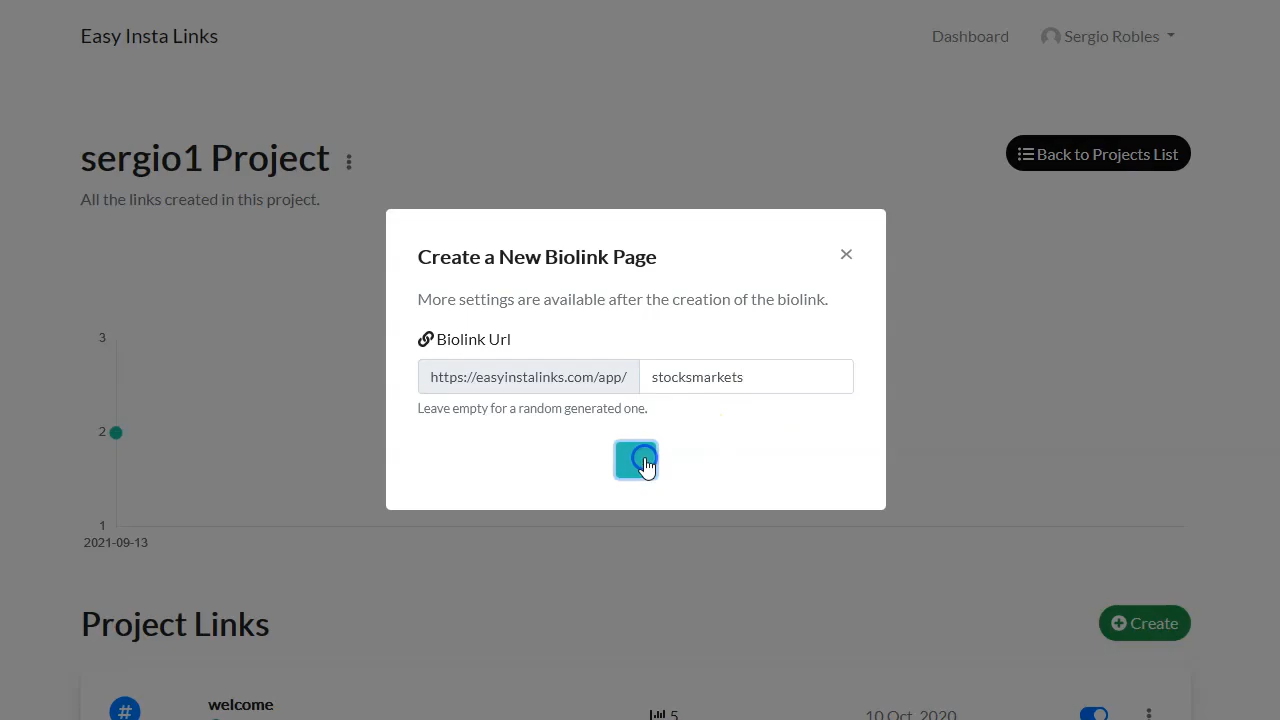 Easy Insta Links
Dashboard
Sergio Robles
sergio1 Project
Back to Projects List
All the links created in this project.
Create a New Biolink Page
More settings are available after the creation of the biolink.
Biolink Url
https://easyinstalinks.com/app/ stocksmarkets
Leave empty for a random generated one.
3
2
1
2021-09-13
Project Links
Create
# welcome
5
10 Oct, 2020